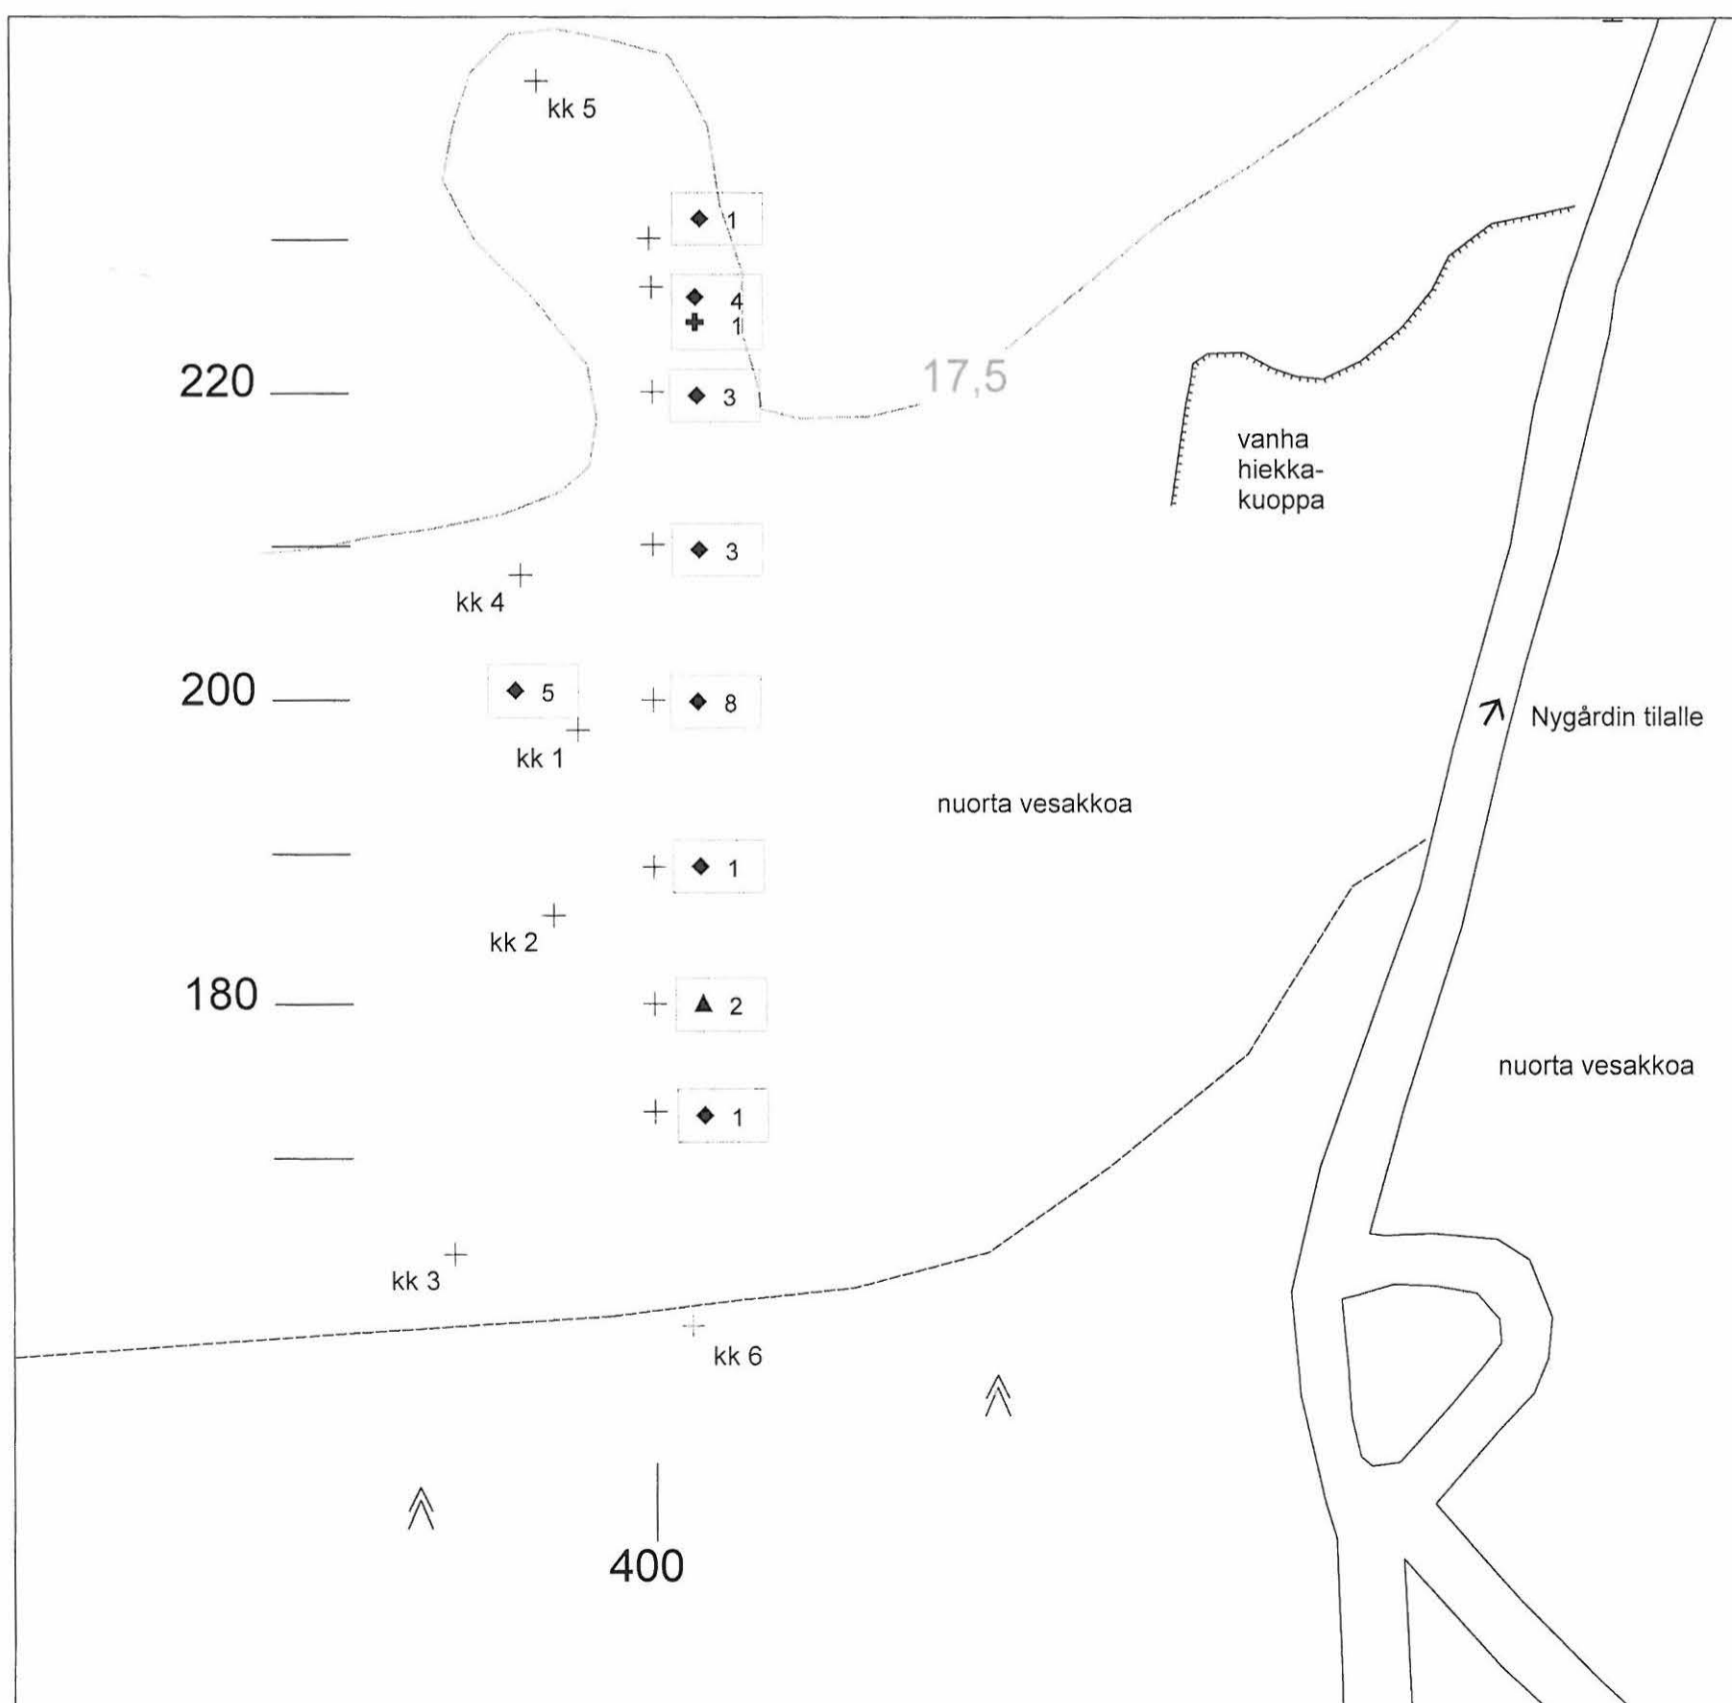 kk 5
1
4
1
220
3
17,5
vanha
hiekka-
kuoppa
3
kk 4
200
5
8
kk 1
Nygårdin tilalle
nuorta vesakkoa
1
kk 2
180
2
nuorta vesakkoa
1
kk 3
kk 6
400